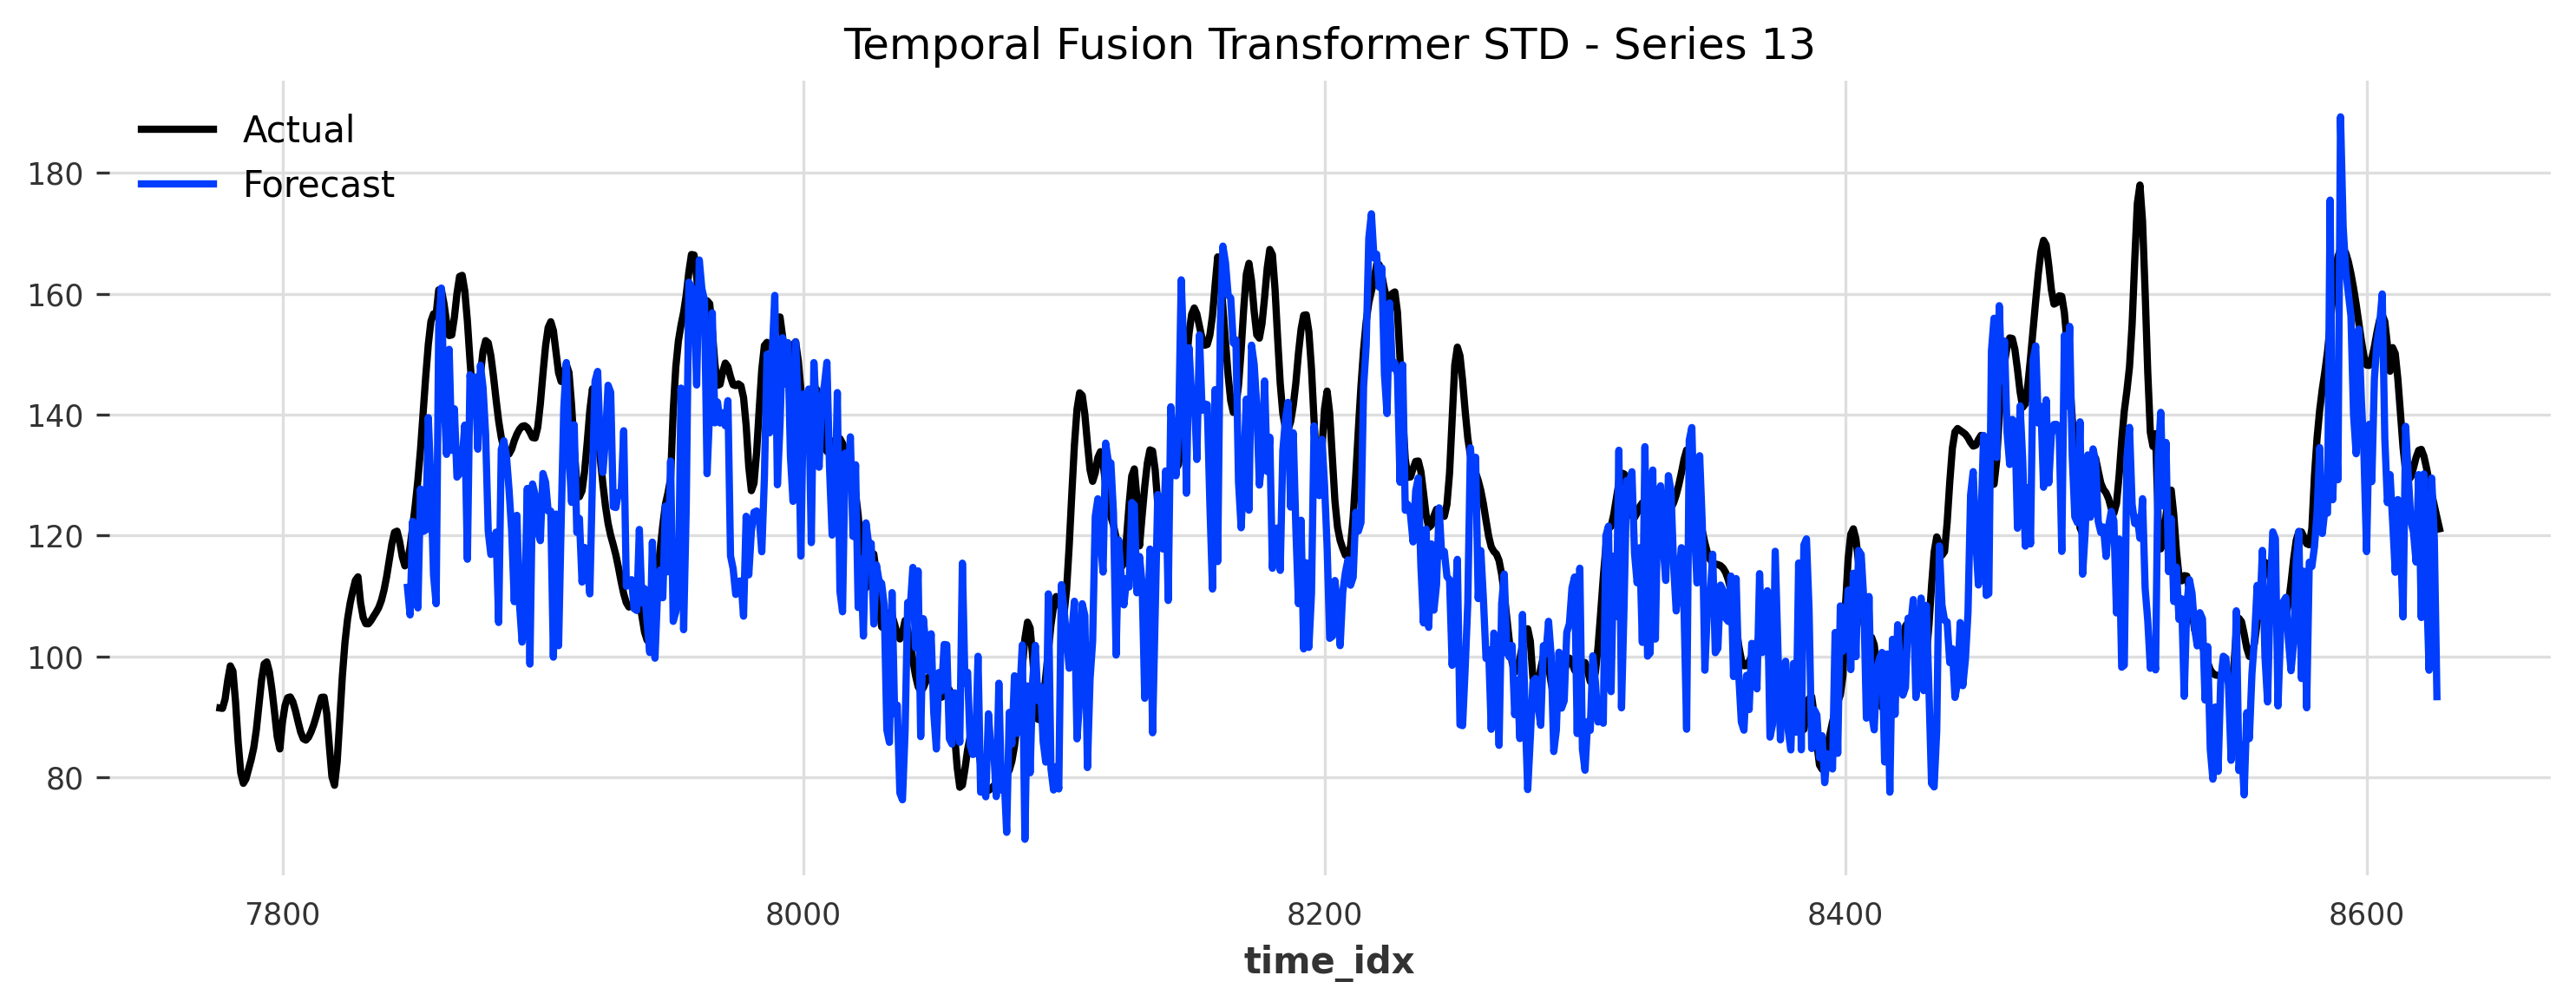 Temporal Fusion Transformer STD - Series 13
Actual
Forecast
180
160
140
120
100
80
7800 8000 8200 8400 8600
time_idx